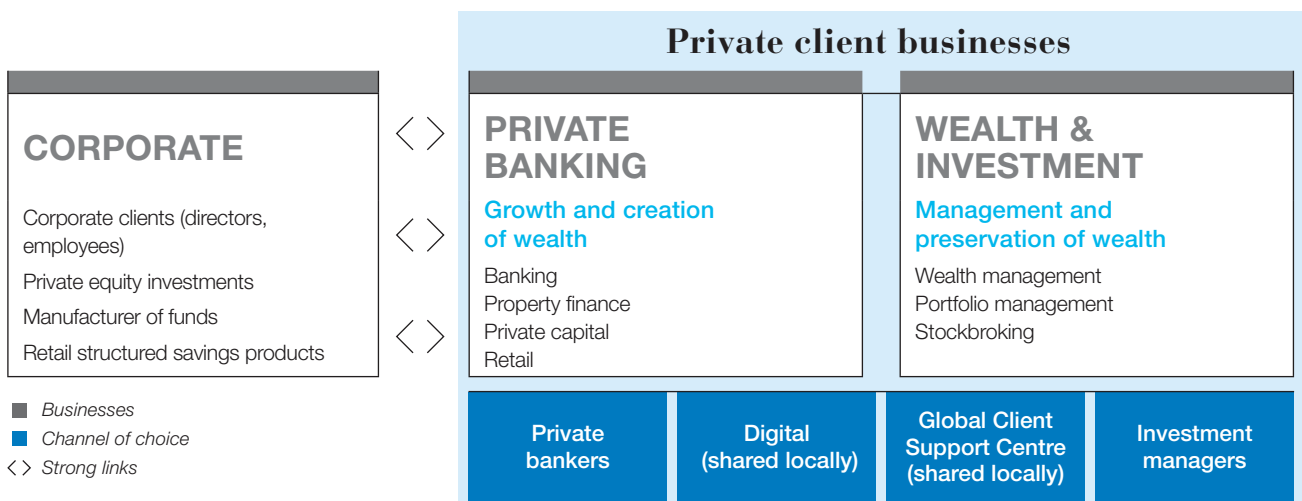 Private client businesses
CORPORATE
Corporate clients (directors,
employees)
Private equity investments
Manufacturer of funds
Retail structured savings products
PRIVATE
BANKING
Growth and creation
of wealth
Banking
Property finance
Private capital
Retail
WEALTH &
INVESTMENT
Management and
preservation of wealth
Wealth management
Portfolio management
Stockbroking
Businesses
Channel of choice
< > Strong links
Private
bankers
Digital
(shared locally)
Global Client
Support Centre
(shared locally)
Investment
managers